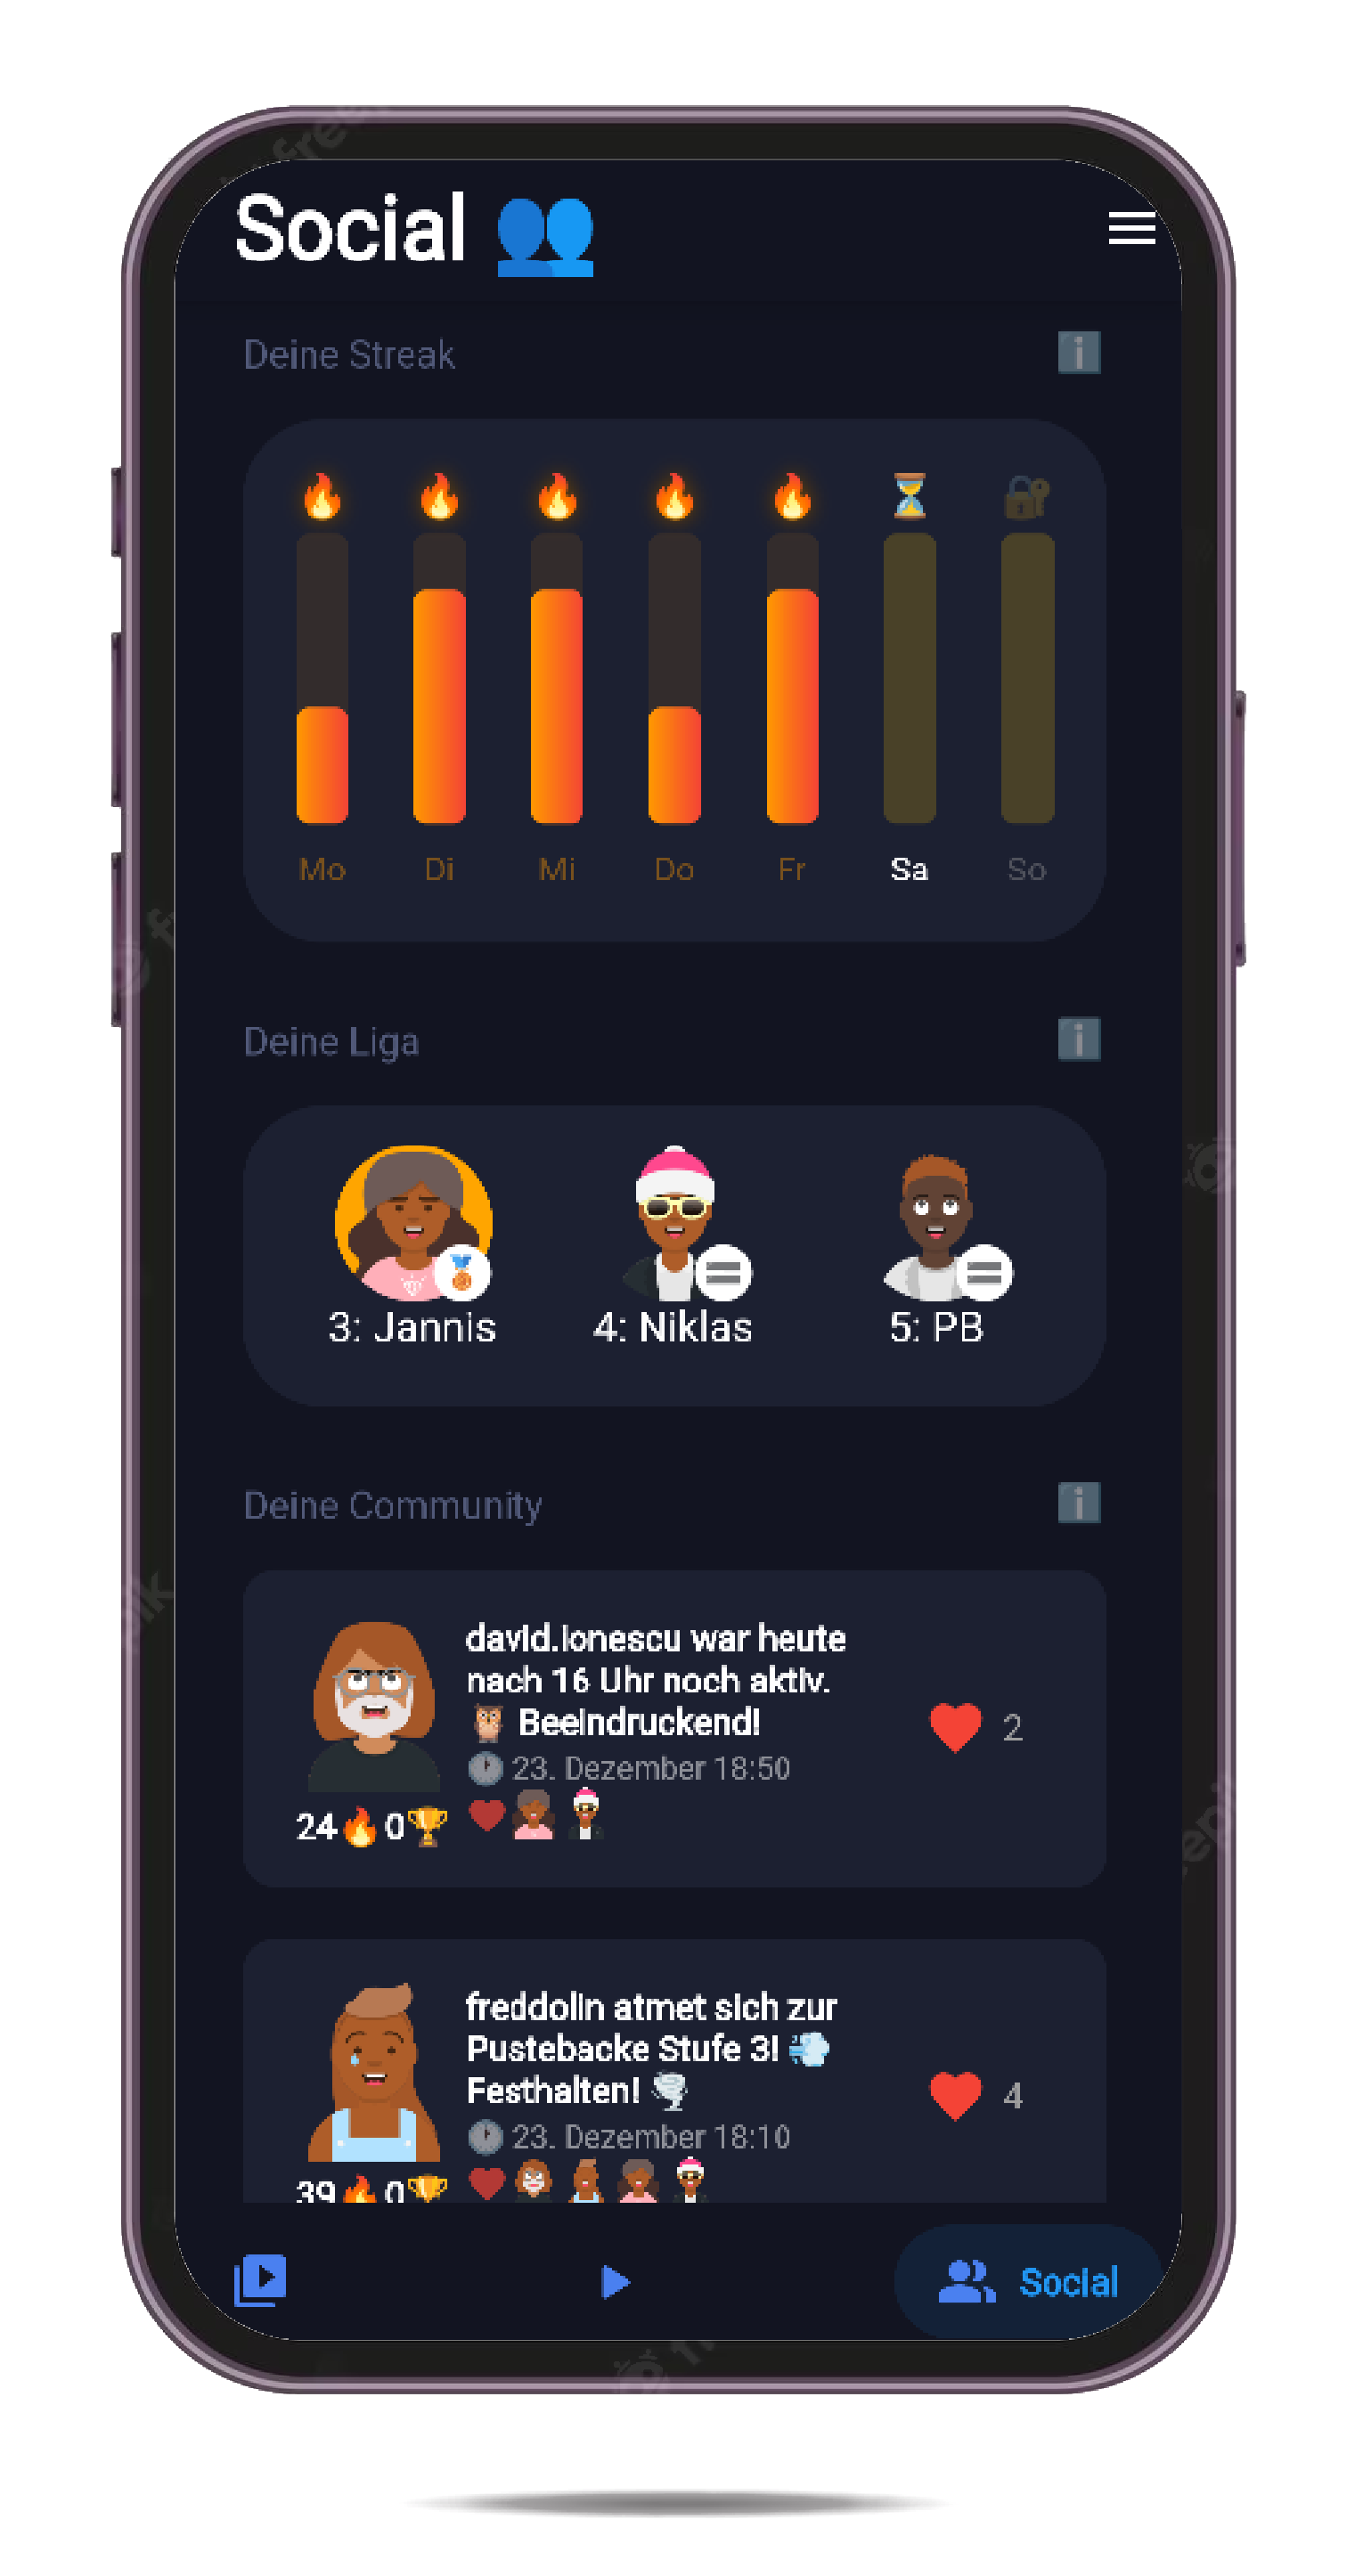 Social 👥
Deine Streak ℹ️
🔥 🔥 🔥 🔥 🔥 ⏳ 🔐
Mo Di Mi Do Fr Sa So
Deine Liga ℹ️
3: Jannis 4: Niklas 5: PB
Deine Community ℹ️
david.ionescu war heute
nach 16 Uhr noch aktiv.
🦉 Beeindruckend!
2
🕐 23. Dezember 18:50
24🔥0🏆
freddolin atmet sich zur
Pustebacke Stufe 3! 💨
Festhalten! 🌪️
4
🕐 23. Dezember 18:10
39🔥0🏆
Social